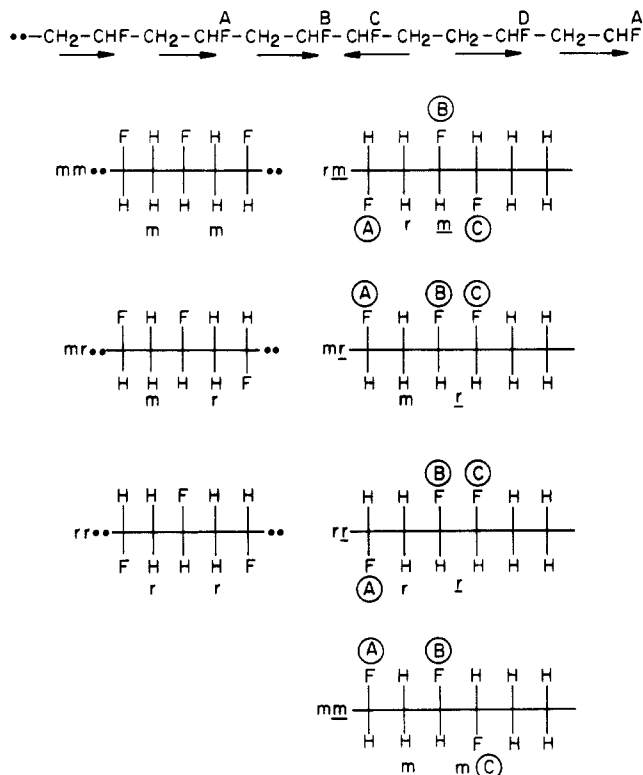 A B C D A
••–CH2–CHF–CH2–CHF–CH2–CHF–CHF–CH2–CH2–CHF–CH2–CHF
F H F H F
mm•• ••
H H H H H
m m
B
H H F H H H
rm
F H H F H H
A r m C
F H F H H
mr•• ••
H H H H F
m r
A B C
F H F F H H
mr
H H H H H H
m r
H H F H H
rr•• ••
F H H H F
r r
B C
H H F F H H
rr
F H H H H H
A r r
A B
F H F H H H
mm
H H H F H H
m m C